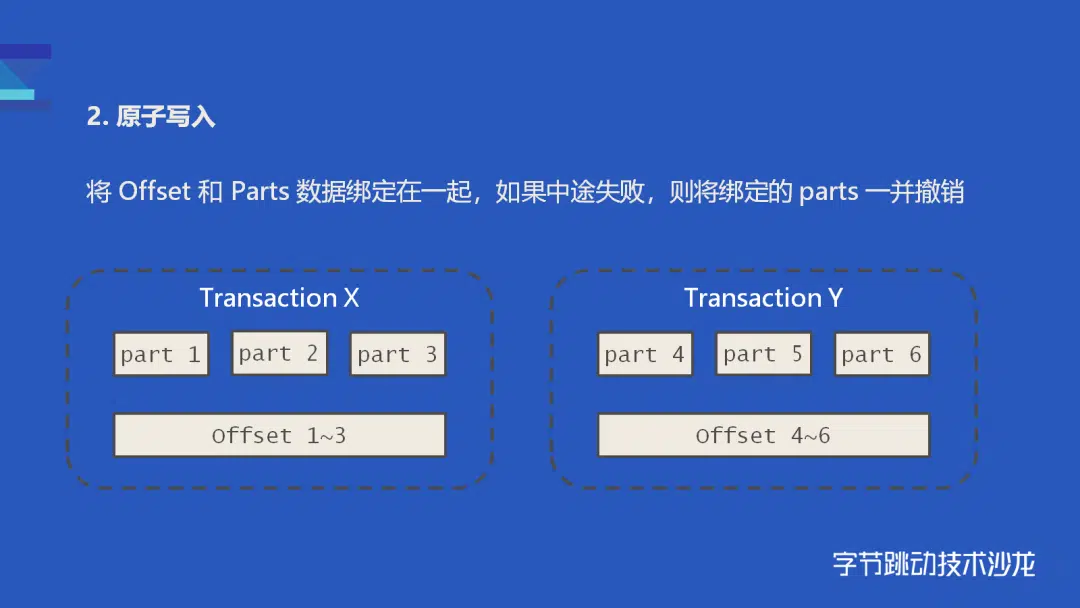 2. 原子写入
将 Offset 和 Parts 数据绑定在一起，如果中途失败，则将绑定的 parts 一并撤销
Transaction X
part 1 part 2 part 3
Offset 1~3
Transaction Y
part 4 part 5 part 6
Offset 4~6
字节跳动技术沙龙